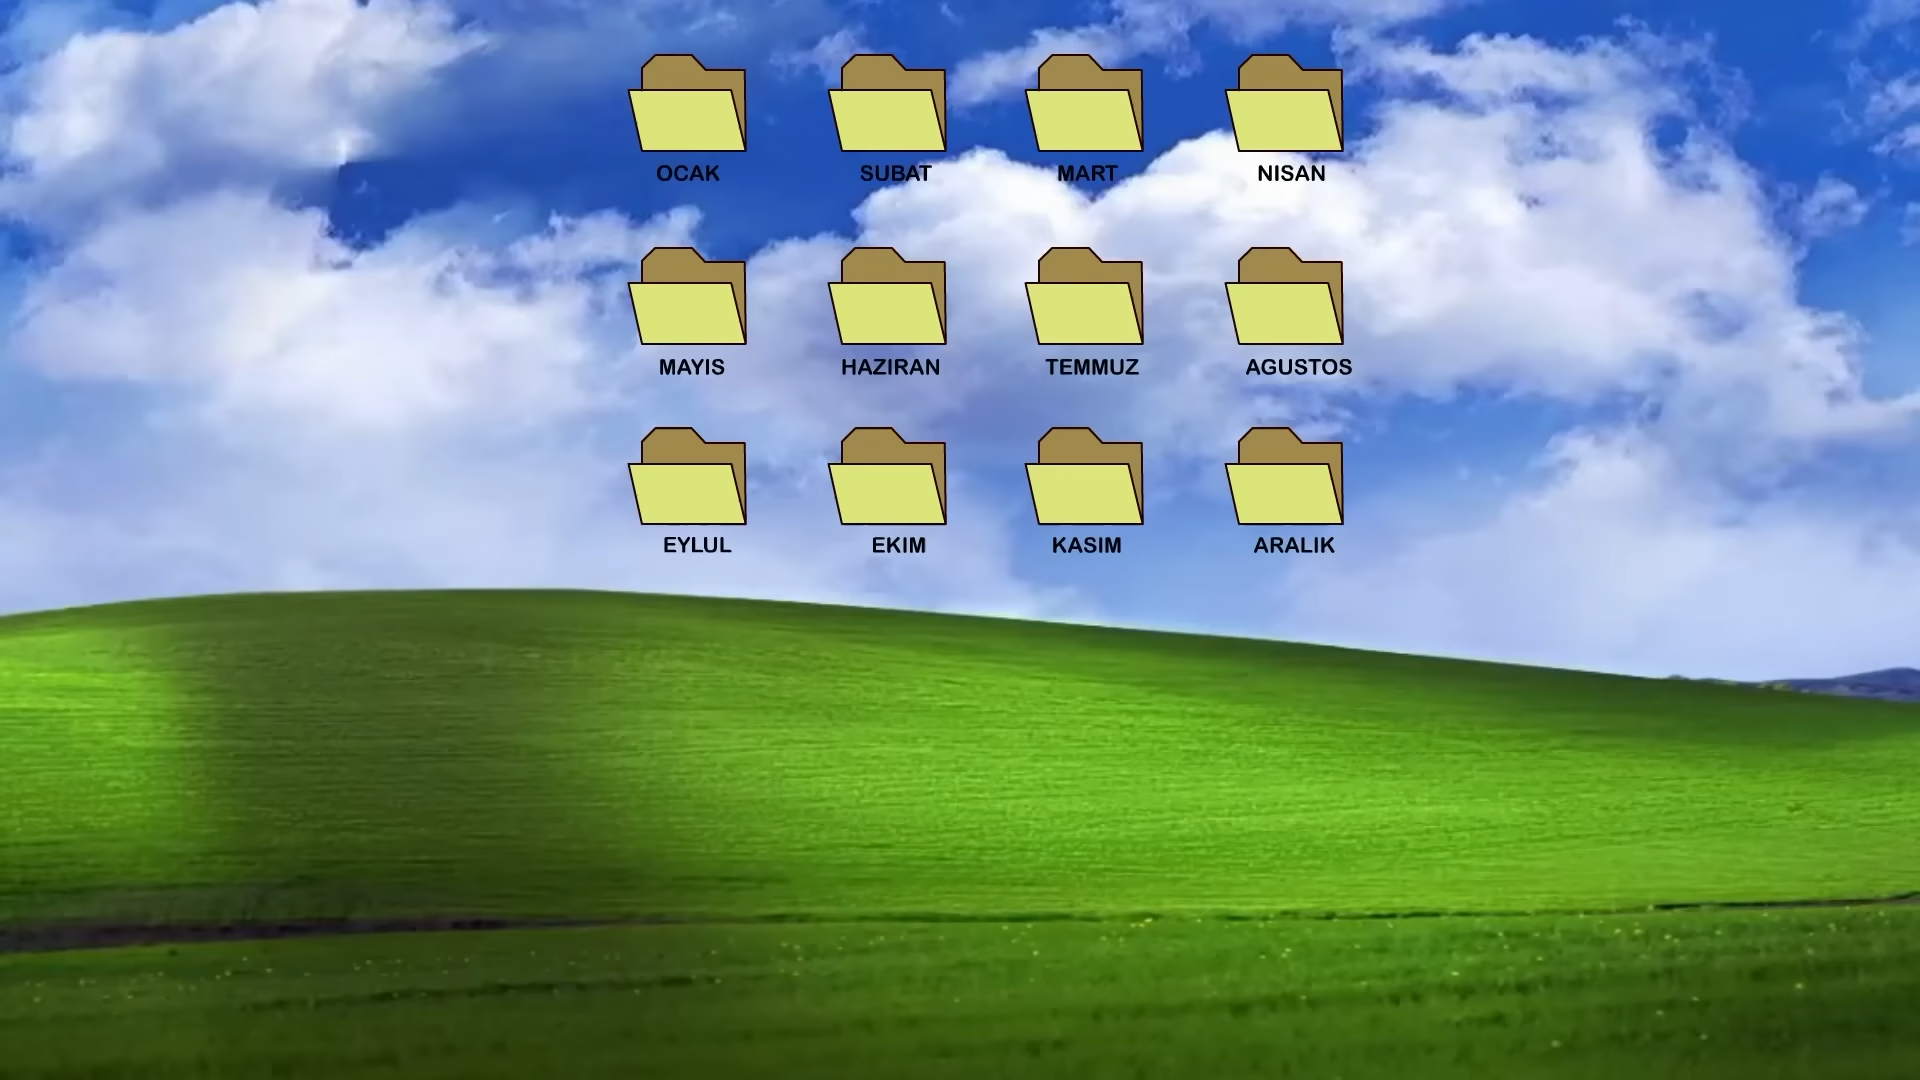 OCAK SUBAT MART NISAN
MAYIS HAZIRAN TEMMUZ AGUSTOS
EYLUL EKIM KASIM ARALIK